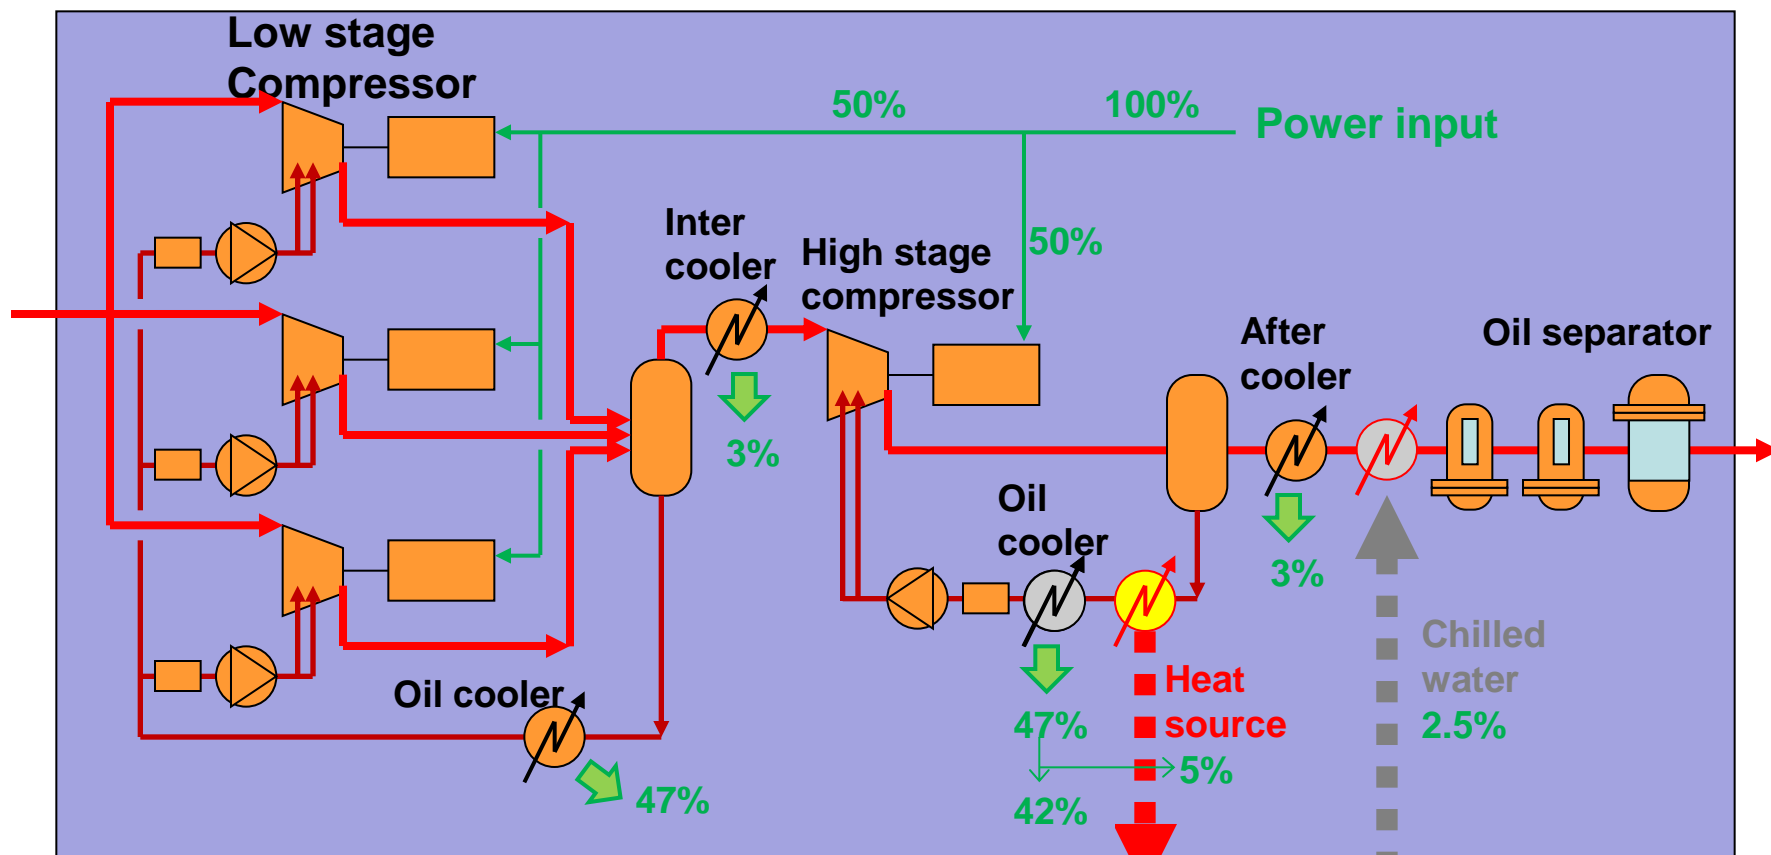 Low stage
Compressor
50%
100%
Power input
50%
Inter
cooler
High stage
compressor
After
cooler
Oil separator
3%
Oil
cooler
3%
Chilled
water
2.5%
Heat
source
Oil cooler
47%
5%
47%
42%